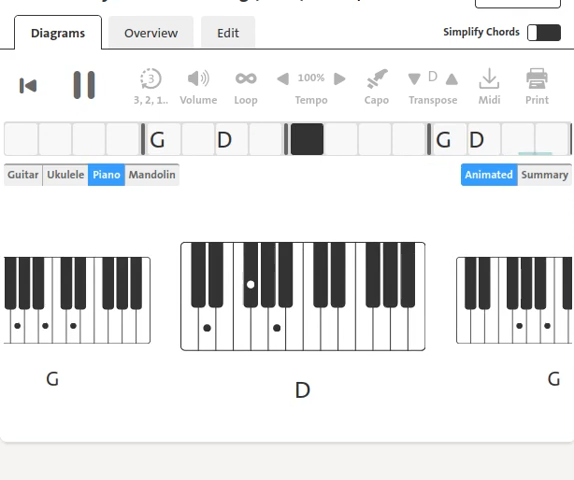 Diagrams Overview Edit Simplify Chords
3
100%
D
3, 2, 1.. Volume Loop Tempo Capo Transpose Midi Print
G D G D
Guitar Ukulele Piano Mandolin Animated Summary
G D G